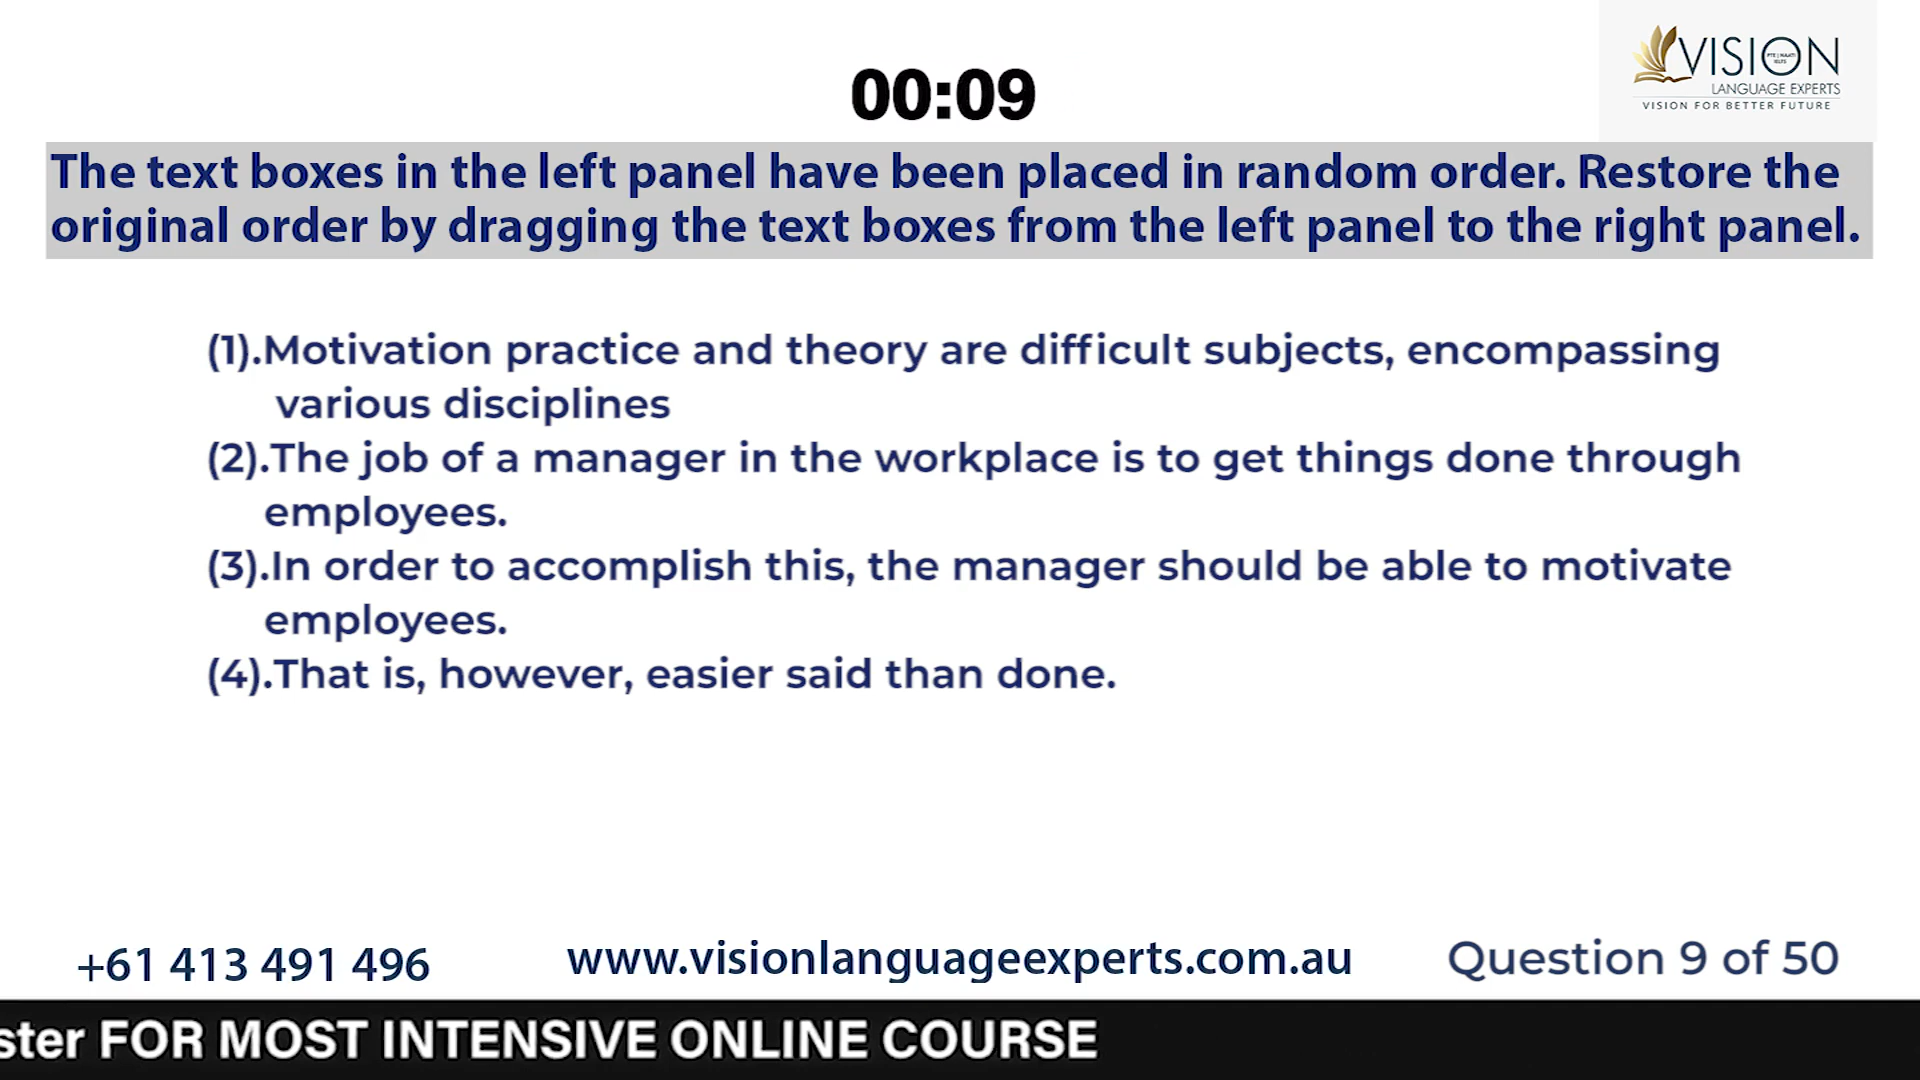 VISION
LANGUAGE EXPERTS
VISION FOR BETTER FUTURE
00:09
The text boxes in the left panel have been placed in random order. Restore the
original order by dragging the text boxes from the left panel to the right panel.
(1).Motivation practice and theory are difficult subjects, encompassing
various disciplines
(2).The job of a manager in the workplace is to get things done through
employees.
(3).In order to accomplish this, the manager should be able to motivate
employees.
(4).That is, however, easier said than done.
+61 413 491 496
www.visionlanguageexperts.com.au
Question 9 of 50
ster FOR MOST INTENSIVE ONLINE COURSE